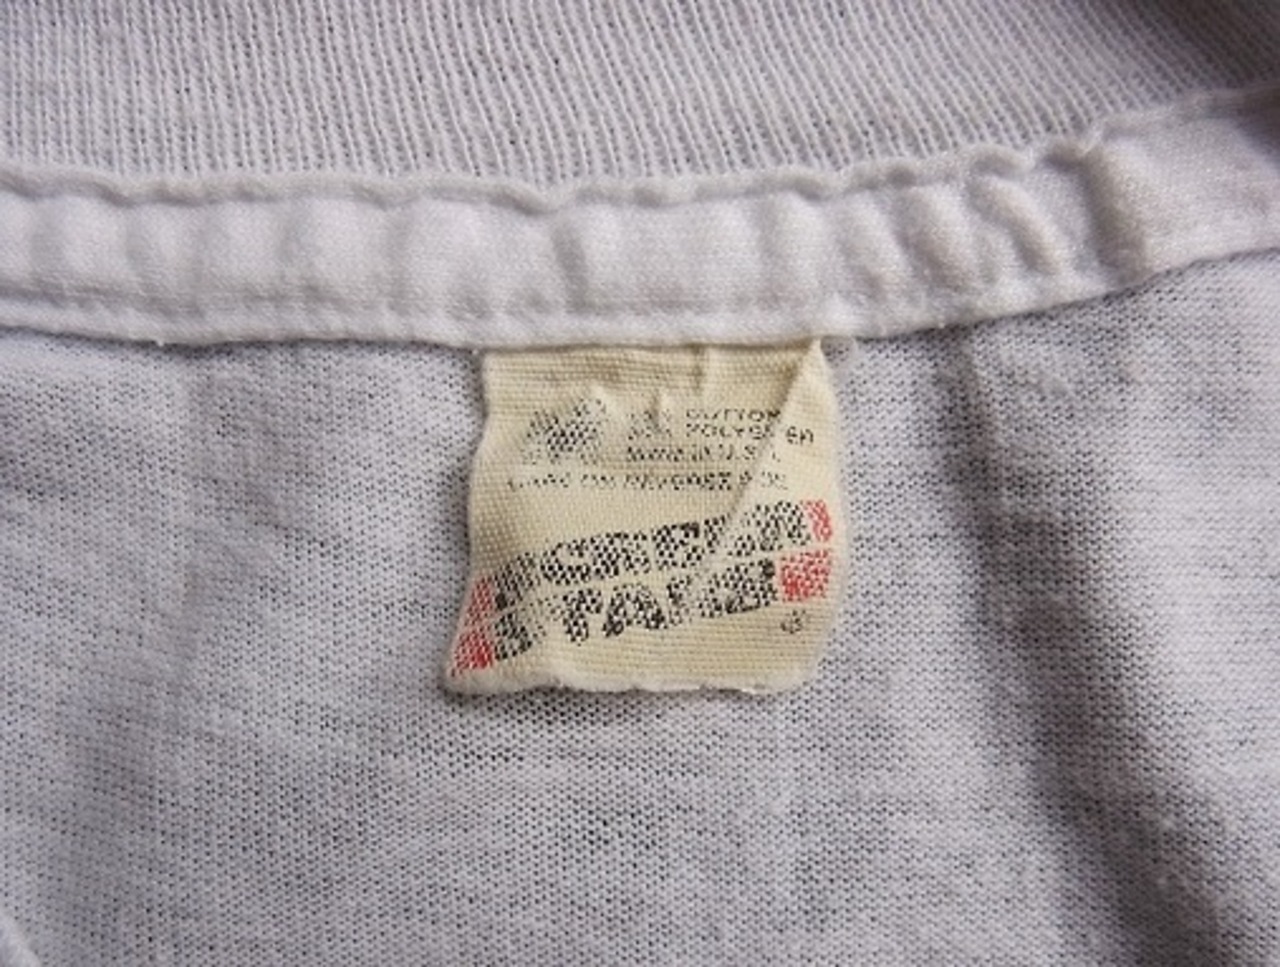 COTTON
POLYESTER
MADE IN U.S.A.
CARE ON REVERSE SIDE
SCREEN
STARS
®